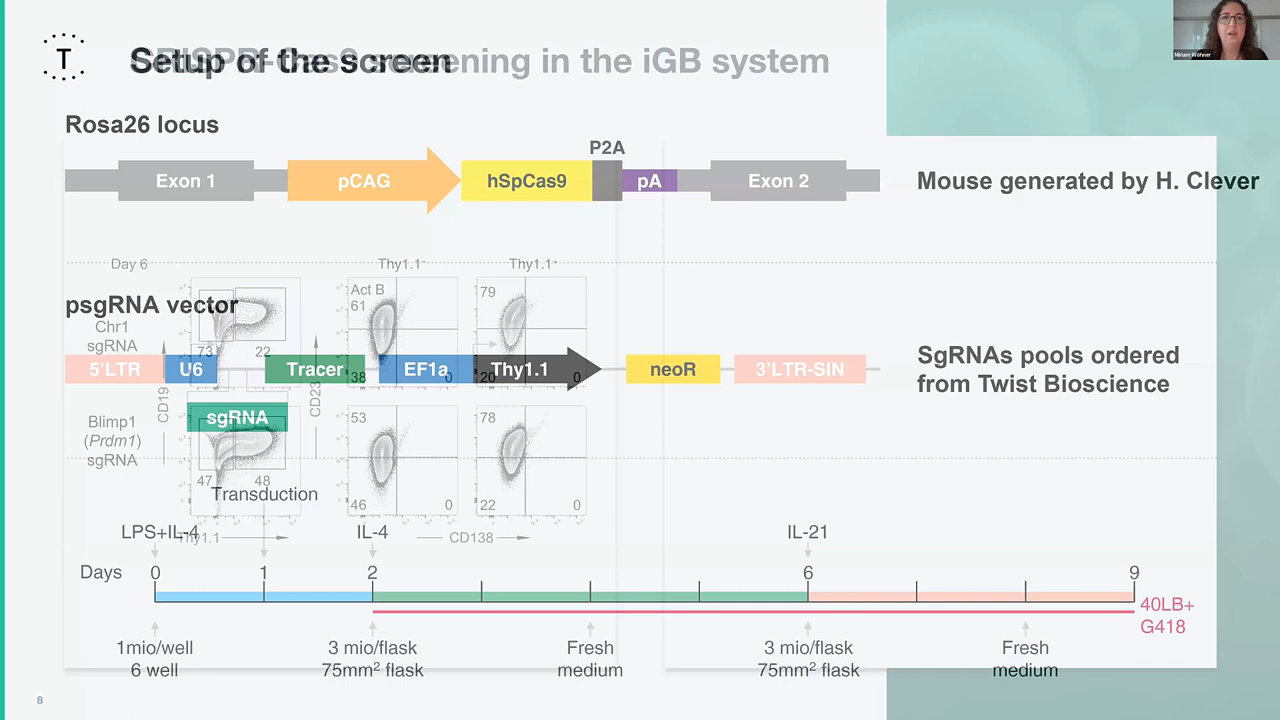 T
Setup of the screen
CRISPR-Cas9 screening in the iGB system
Miriam Wohner
Rosa26 locus
P2A
Exon 1
pCAG
hSpCas9
pA
Exon 2
Mouse generated by H. Clever
Day 6
Thy1.1⁻
Thy1.1⁺
Act B
61
79
psgRNA vector
Chr1
sgRNA
73
22
38
0
20
0
5'LTR
U6
Tracer
EF1a
Thy1.1
neoR
3'LTR-SIN
SgRNAs pools ordered
from Twist Bioscience
CD19
CD23
sgRNA
Blimp1
(Prdm1)
sgRNA
53
78
47
48
46
0
22
0
Transduction
LPS+IL-4
IL-4
IL-21
Thy1.1
CD138
Days
0
1
2
6
9
40LB+
G418
1mio/well
6 well
3 mio/flask
75mm² flask
Fresh
medium
3 mio/flask
75mm² flask
Fresh
medium
8